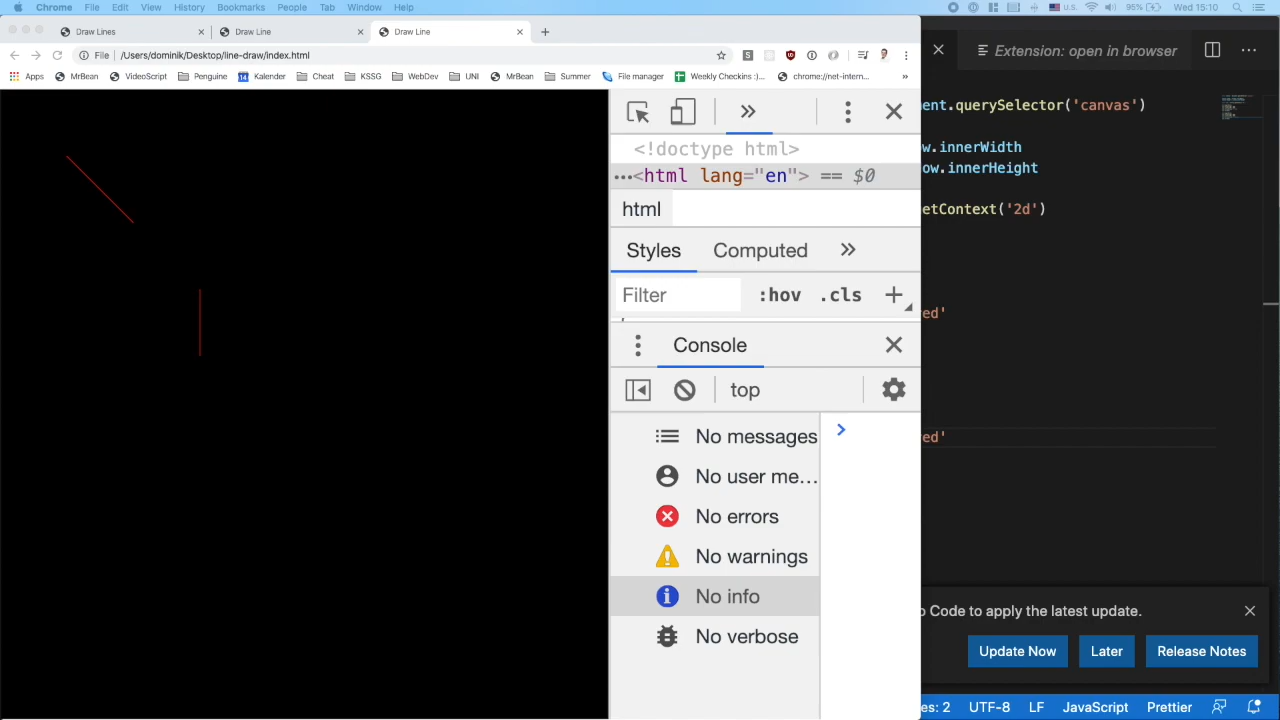 Chrome File Edit View History Bookmarks People Tab Window Help U.S. 95% Wed 15:10
Draw Lines Draw Line Draw Line
File /Users/dominik/Desktop/line-draw/index.html
Apps MrBean VideoScript Penguine Kalender Cheat KSSG WebDev UNI MrBean Summer File manager Weekly Checkins :)... chrome://net-intern... »
Extension: open in browser
ent.querySelector('canvas')
w.innerWidth
ow.innerHeight
etContext('2d')
ed'
ed'
<!doctype html>
…<html lang="en"> == $0
html
Styles Computed »
Filter :hov .cls +
Console
top
No messages
No user me…
No errors
No warnings
No info
No verbose
Code to apply the latest update.
Update Now Later Release Notes
es: 2 UTF-8 LF JavaScript Prettier